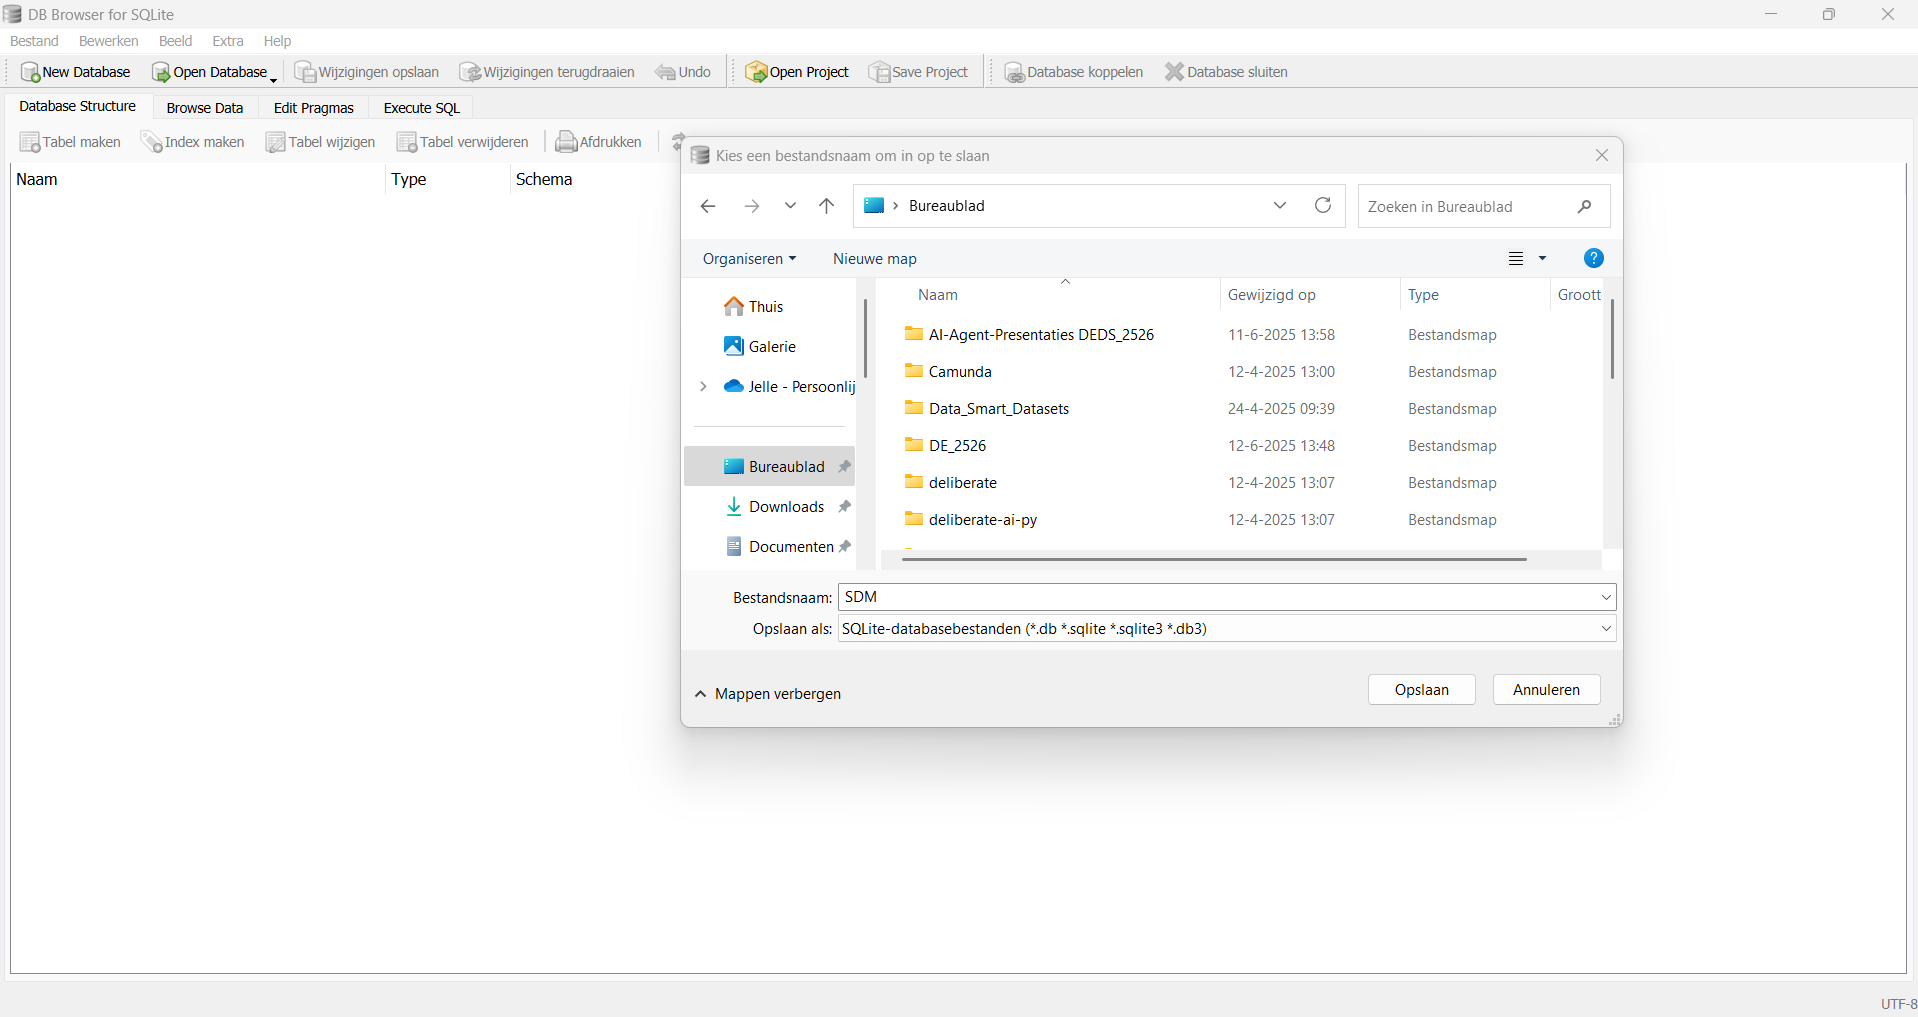 DB Browser for SQLite
Bestand Bewerken Beeld Extra Help
New Database Open Database Wijzigingen opslaan Wijzigingen terugdraaien Undo Open Project Save Project Database koppelen Database sluiten
Database Structure Browse Data Edit Pragmas Execute SQL
Tabel maken Index maken Tabel wijzigen Tabel verwijderen Afdrukken
Naam Type Schema
Kies een bestandsnaam om in op te slaan
Bureaublad Zoeken in Bureaublad
Organiseren Nieuwe map ?
Thuis
Galerie
Jelle - Persoonlij
Bureaublad
Downloads
Documenten
Naam Gewijzigd op Type Groott
AI-Agent-Presentaties DEDS_2526 11-6-2025 13:58 Bestandsmap
Camunda 12-4-2025 13:00 Bestandsmap
Data_Smart_Datasets 24-4-2025 09:39 Bestandsmap
DE_2526 12-6-2025 13:48 Bestandsmap
deliberate 12-4-2025 13:07 Bestandsmap
deliberate-ai-py 12-4-2025 13:07 Bestandsmap
Bestandsnaam: SDM
Opslaan als: SQLite-databasebestanden (*.db *.sqlite *.sqlite3 *.db3)
Mappen verbergen Opslaan Annuleren
UTF-8